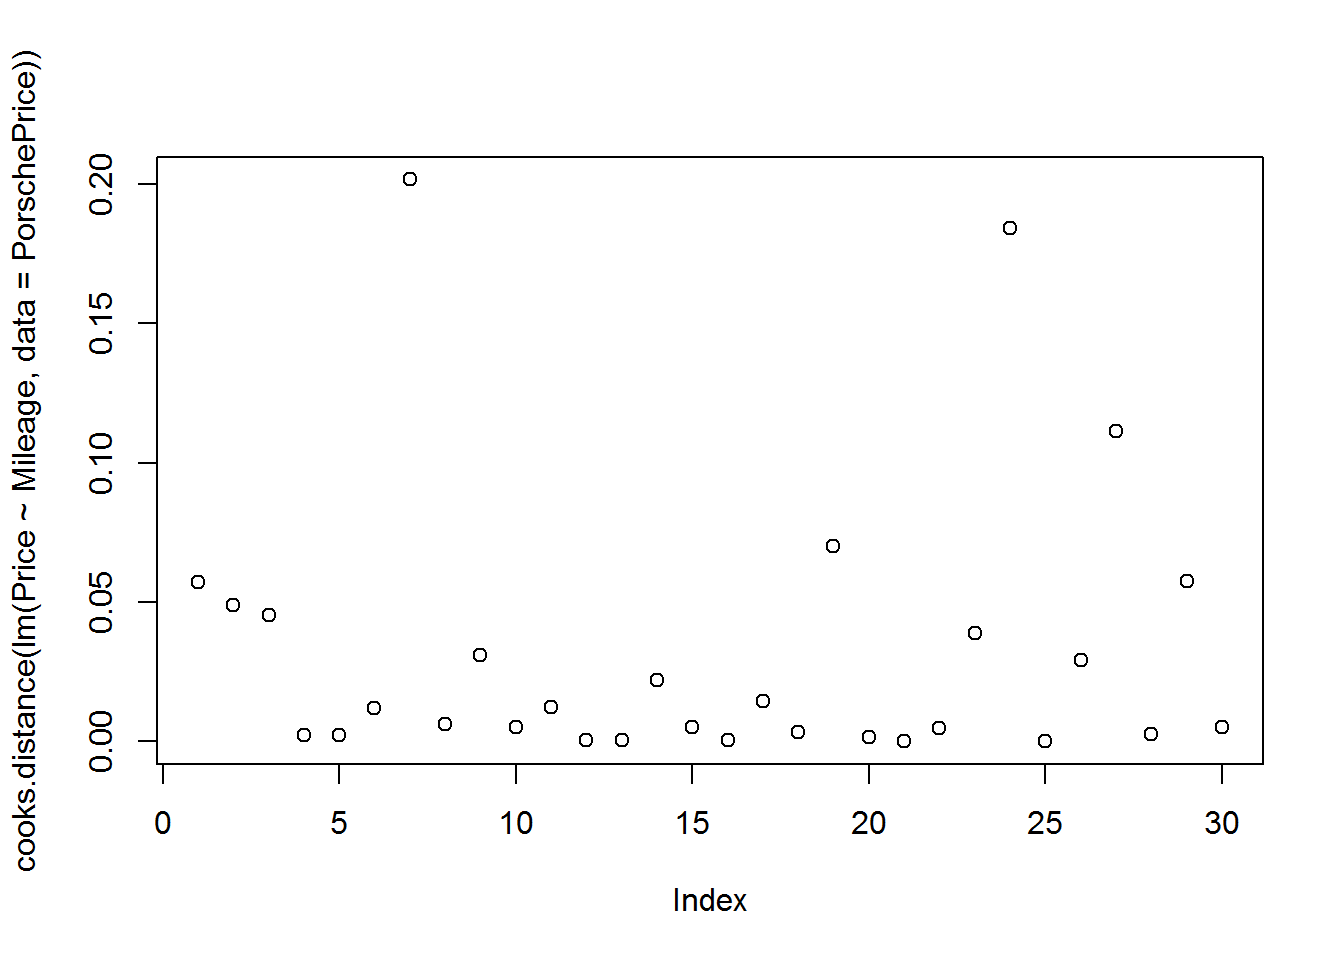 cooks.distance(lm(Price ~ Mileage, data = PorschePrice))
0.20
0.15
0.10
0.05
0.00
0 5 10 15 20 25 30
Index